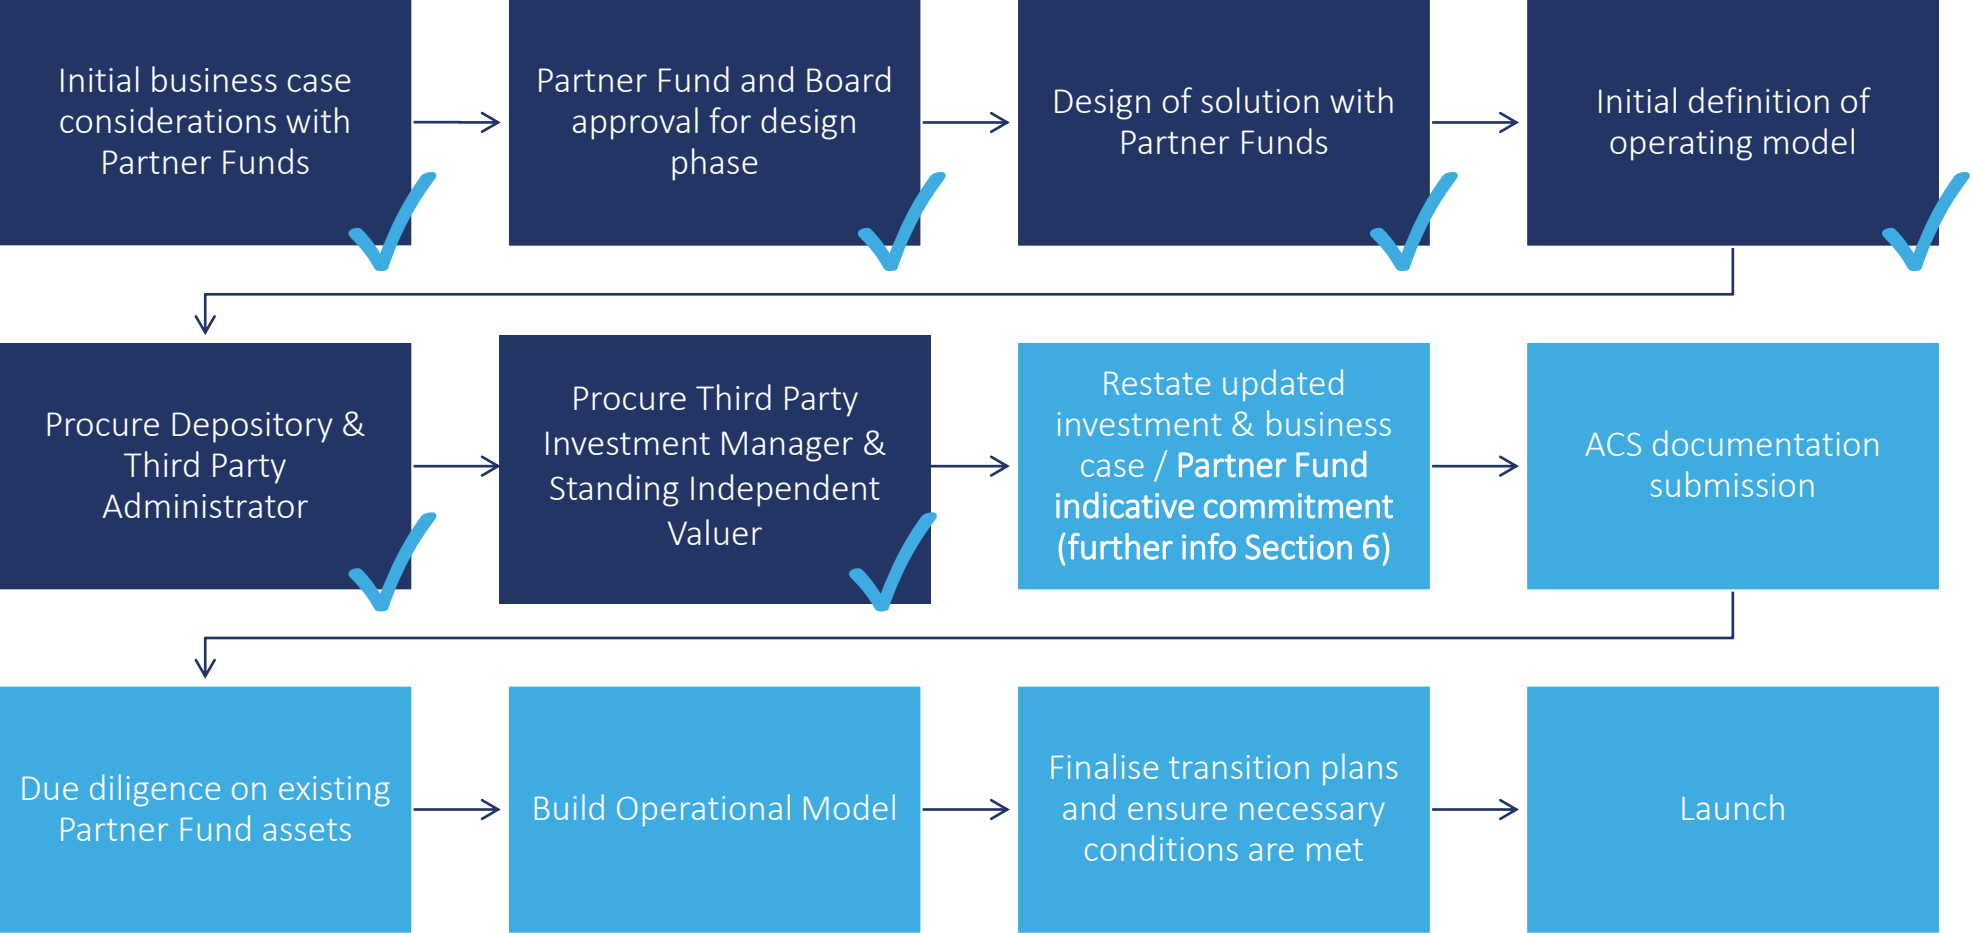 Initial business case
considerations with
Partner Funds
Partner Fund and Board
approval for design
phase
Design of solution with
Partner Funds
Initial definition of
operating model
Procure Depository &
Third Party
Administrator
Procure Third Party
Investment Manager &
Standing Independent
Valuer
Restate updated
investment & business
case / Partner Fund
indicative commitment
(further info Section 6)
ACS documentation
submission
Due diligence on existing
Partner Fund assets
Build Operational Model
Finalise transition plans
and ensure necessary
conditions are met
Launch